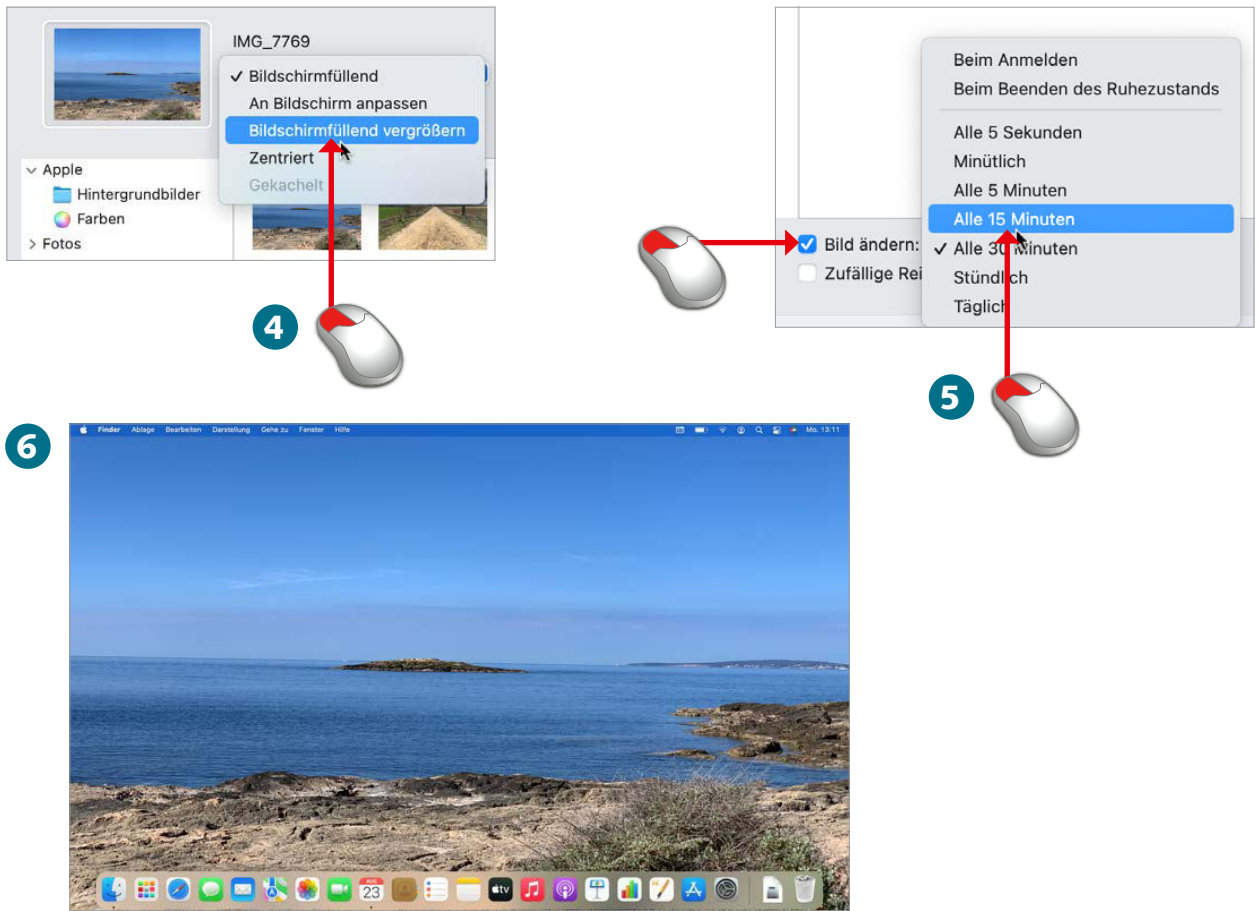 IMG_7769
✓ Bildschirmfüllend
An Bildschirm anpassen
Bildschirmfüllend vergrößern
Zentriert
Gekachelt
Apple
Hintergrundbilder
Farben
Fotos
4
Beim Anmelden
Beim Beenden des Ruhezustands
Alle 5 Sekunden
Minütlich
Alle 5 Minuten
Alle 15 Minuten
Bild ändern: ✓ Alle 30 Minuten
Zufällige Rei
Stündlich
Täglich
5
6
Finder Ablage Bearbeiten Darstellung Gehe zu Fenster Hilfe Mo. 13:11
AUG
23
tv